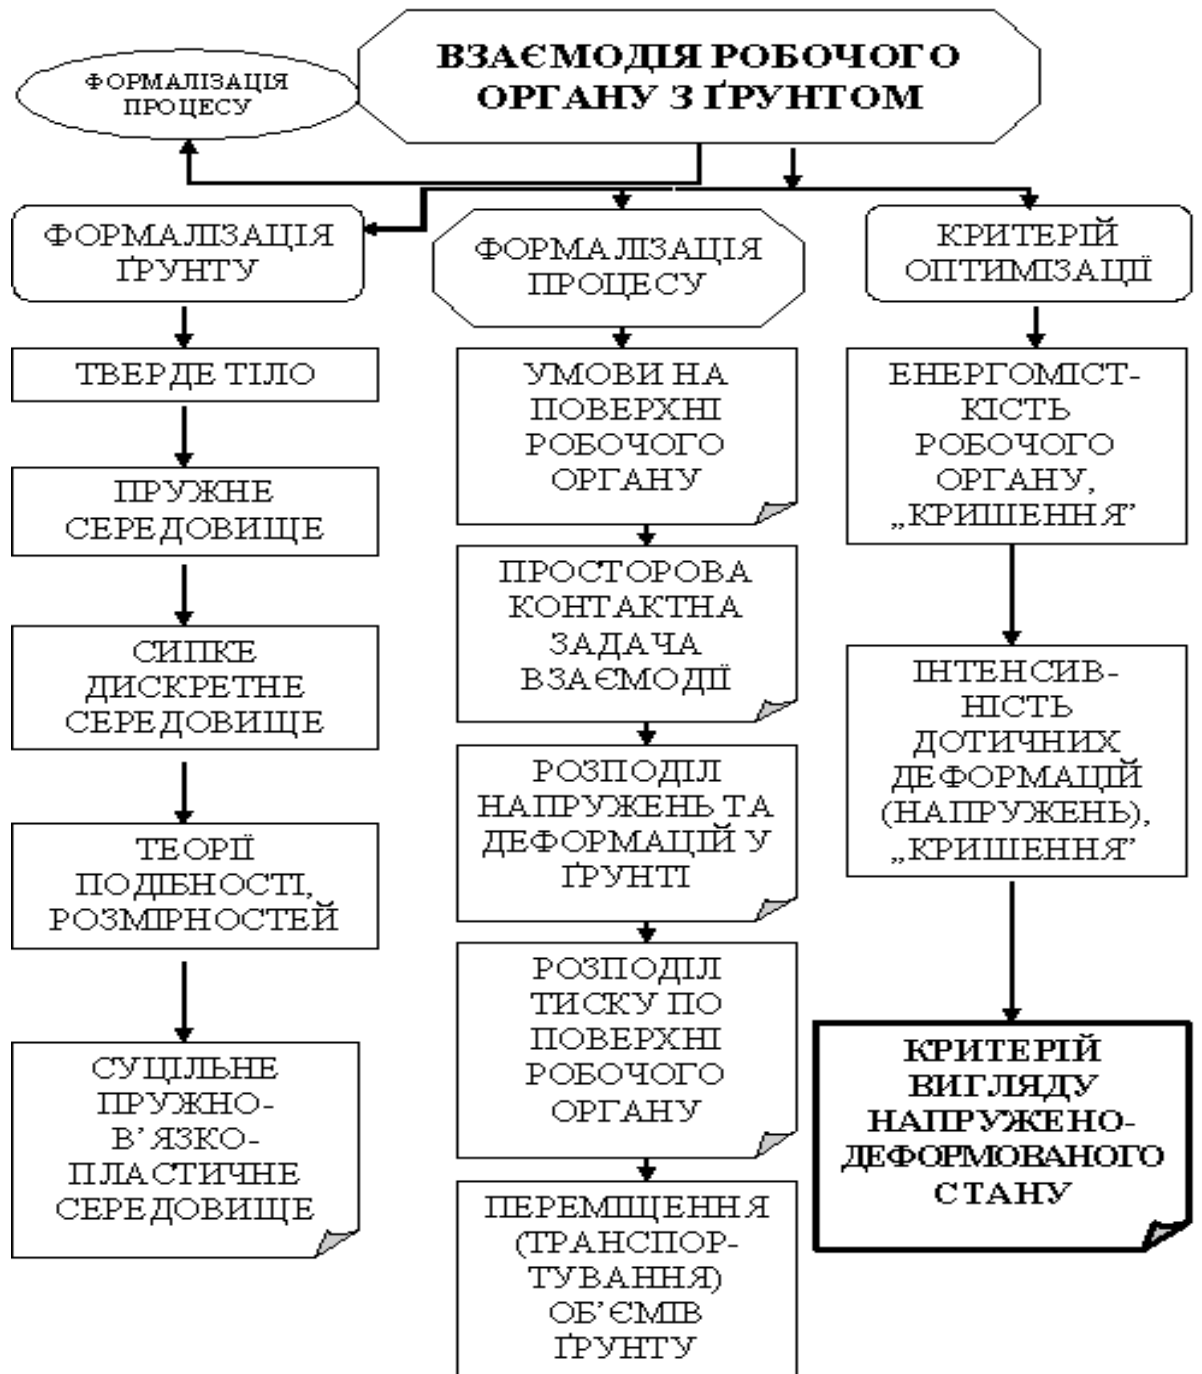 ВЗАЄМОДІЯ РОБОЧОГО
ОРГАНУ З ҐРУНТОМ
ФОРМАЛІЗАЦІЯ
ПРОЦЕСУ
ФОРМАЛІЗАЦІЯ
ҐРУНТУ
ТВЕРДЕ ТІЛО
ПРУЖНЕ
СЕРЕДОВИЩЕ
СИПКЕ
ДИСКРЕТНЕ
СЕРЕДОВИЩЕ
ТЕОРІЇ
ПОДІБНОСТІ,
РОЗМІРНОСТЕЙ
СУЦІЛЬНЕ
ПРУЖНО-
В’ЯЗКО-
ПЛАСТИЧНЕ
СЕРЕДОВИЩЕ
ФОРМАЛІЗАЦІЯ
ПРОЦЕСУ
УМОВИ НА
ПОВЕРХНІ
РОБОЧОГО
ОРГАНУ
ПРОСТОРОВА
КОНТАКТНА
ЗАДАЧА
ВЗАЄМОДІЇ
РОЗПОДІЛ
НАПРУЖЕНЬ ТА
ДЕФОРМАЦІЙ У
ҐРУНТІ
РОЗПОДІЛ
ТИСКУ ПО
ПОВЕРХНІ
РОБОЧОГО
ОРГАНУ
ПЕРЕМІЩЕННЯ
(ТРАНСПОР-
ТУВАННЯ)
ОБ’ЄМІВ
ҐРУНТУ
КРИТЕРІЙ
ОПТИМІЗАЦІЇ
ЕНЕРГОМІСТ-
КІСТЬ
РОБОЧОГО
ОРГАНУ,
„КРИШЕННЯ”
ІНТЕНСИВ-
НІСТЬ
ДОТИЧНИХ
ДЕФОРМАЦІЙ
(НАПРУЖЕНЬ),
„КРИШЕННЯ”
КРИТЕРІЙ
ВИГЛЯДУ
НАПРУЖЕНО-
ДЕФОРМОВАНОГО
СТАНУ